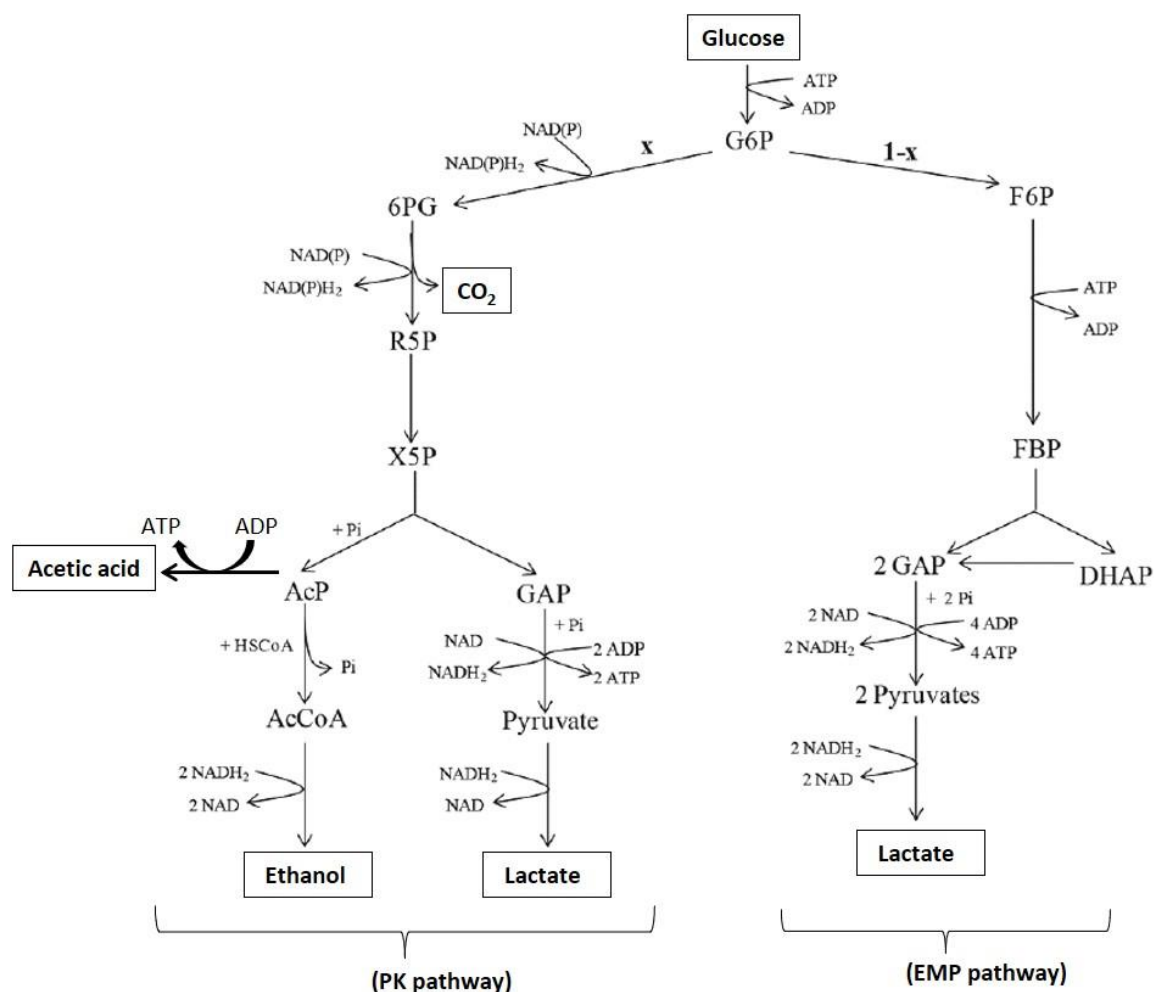 Glucose
ATP
ADP
G6P
NAD(P)
NAD(P)H₂
x
1-x
6PG
F6P
NAD(P)
NAD(P)H₂
CO₂
ATP
ADP
R5P
X5P
FBP
+ Pi
ATP ADP
Acetic acid
AcP
GAP
2 GAP
DHAP
+ HSCoA
Pi
+ Pi
NAD
NADH₂
2 ADP
2 ATP
+ 2 Pi
2 NAD
2 NADH₂
4 ADP
4 ATP
AcCoA
Pyruvate
2 Pyruvates
2 NADH₂
2 NAD
NADH₂
NAD
2 NADH₂
2 NAD
Ethanol
Lactate
Lactate
(PK pathway)
(EMP pathway)